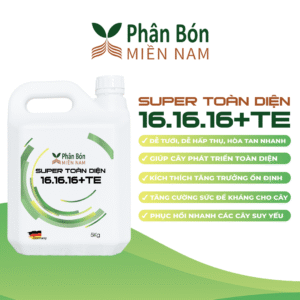 Phân Bón
MIỀN NAM
SUPER TOÀN DIỆN
16.16.16+TE
DỄ TƯỚI, DỄ HẤP THỤ, HÒA TAN NHANH
GIÚP CÂY PHÁT TRIỂN TOÀN DIỆN
KÍCH THÍCH TĂNG TRƯỞNG ỔN ĐỊNH
TĂNG CƯỜNG SỨC ĐỀ KHÁNG CHO CÂY
PHỤC HỒI NHANH CÁC CÂY SUY YẾU
Phân Bón
MIỀN NAM
SUPER TOÀN DIỆN
16.16.16+TE
5Kg